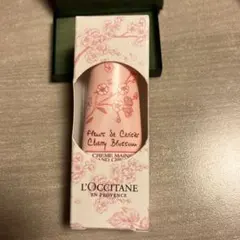 Fleurs de Cerisier
Cherry Blossom
CRÈME MAINS
L'OCCITANE
EN PROVENCE